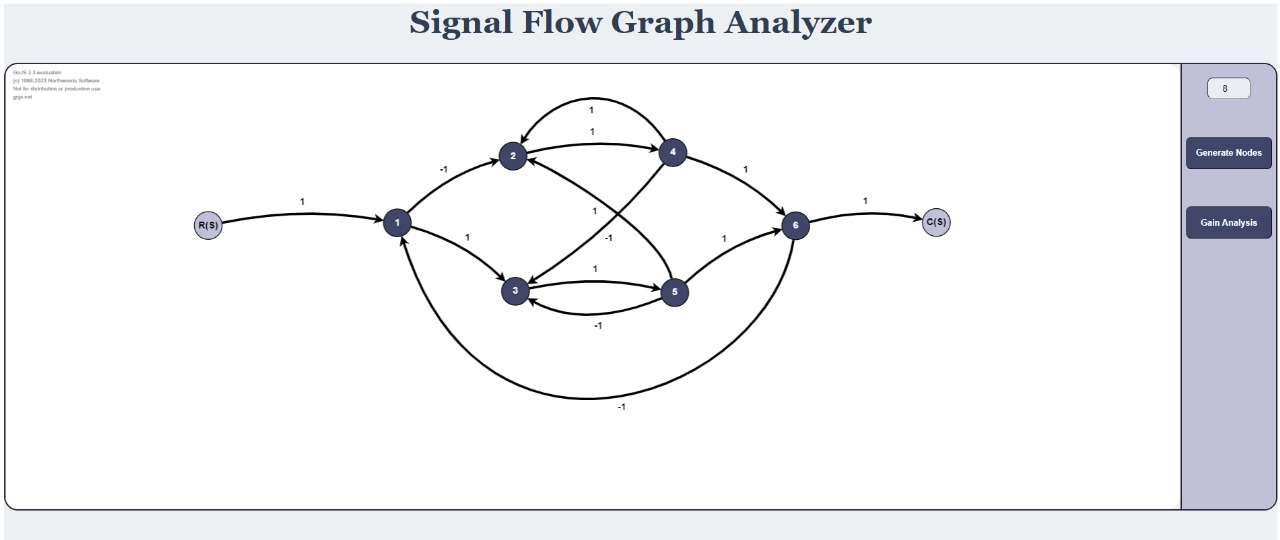 Signal Flow Graph Analyzer
GoJS 2.3 evaluation
(c) 1998-2023 Northwoods Software
Not for distribution or production use
gojs.net
8
Generate Nodes
Gain Analysis
1
1
2
4
-1
1
1
R(S)
1
1
1
6
C(S)
1
-1
1
1
3
5
-1
-1